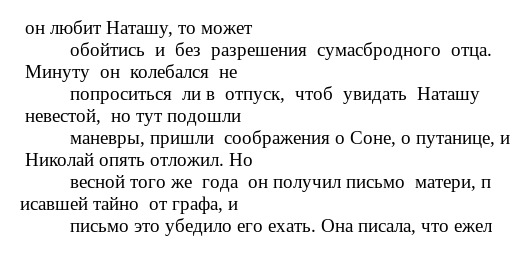 он любит Наташу, то может
обойтись и без разрешения сумасбродного отца.
Минуту он колебался не
попроситься ли в отпуск, чтоб увидать Наташу
невестой, но тут подошли
маневры, пришли соображения о Соне, о путанице, и
Николай опять отложил. Но
весной того же года он получил письмо матери, п
исавшей тайно от графа, и
письмо это убедило его ехать. Она писала, что ежел